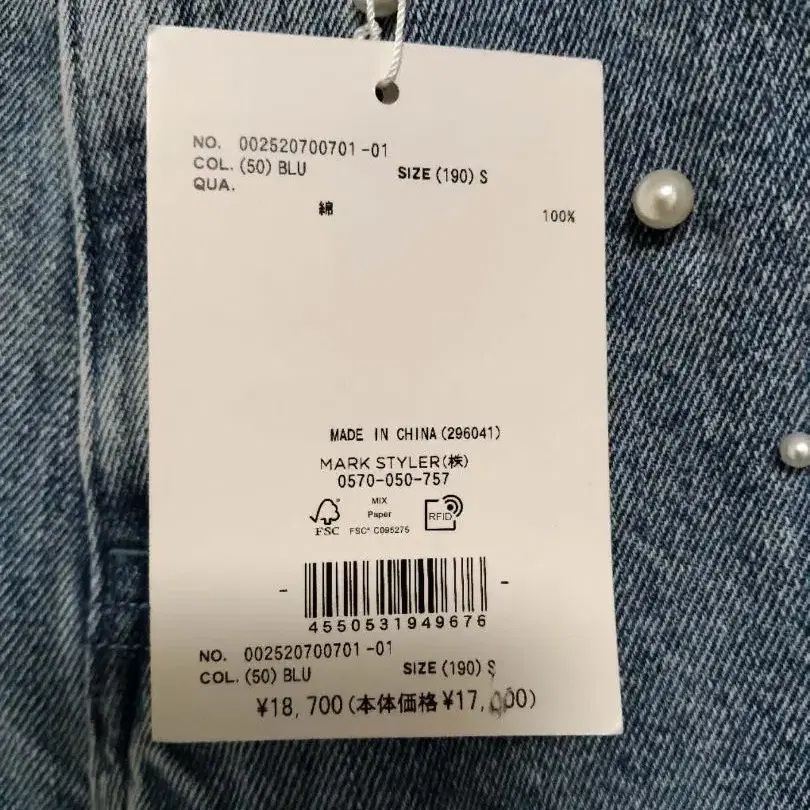 NO. 002520700701-01
COL. (50) BLU SIZE (190) S
QUA.
綿 100%
MADE IN CHINA (296041)
MARK STYLER(株)
0570-050-757
FSC
MIX
Paper
FSC® C095275
RFID
4550531949676
NO. 002520700701-01
COL. (50) BLU SIZE (190) S
¥18,700(本体価格¥17,000)